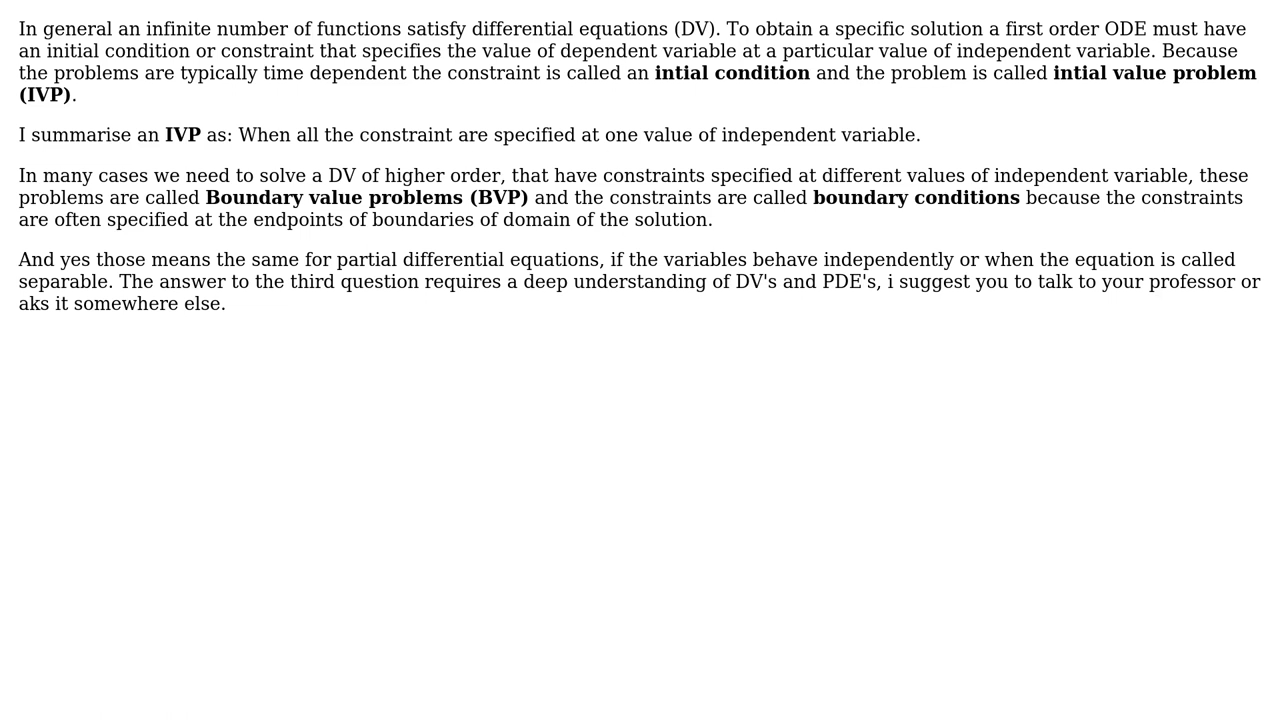 In general an infinite number of functions satisfy differential equations (DV). To obtain a specific solution a first order ODE must have
an initial condition or constraint that specifies the value of dependent variable at a particular value of independent variable. Because
the problems are typically time dependent the constraint is called an intial condition and the problem is called intial value problem
(IVP).
I summarise an IVP as: When all the constraint are specified at one value of independent variable.
In many cases we need to solve a DV of higher order, that have constraints specified at different values of independent variable, these
problems are called Boundary value problems (BVP) and the constraints are called boundary conditions because the constraints
are often specified at the endpoints of boundaries of domain of the solution.
And yes those means the same for partial differential equations, if the variables behave independently or when the equation is called
separable. The answer to the third question requires a deep understanding of DV's and PDE's, i suggest you to talk to your professor or
aks it somewhere else.